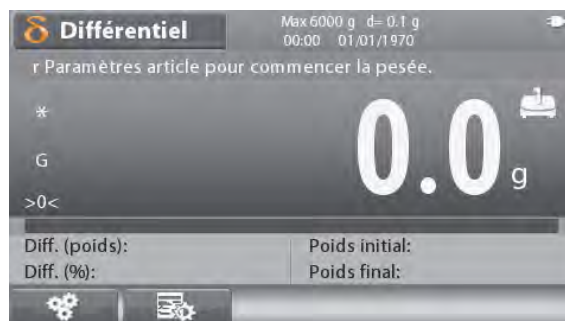 δ Différentiel
Max 6000 g d= 0.1 g
00:00 01/01/1970
r Paramètres article pour commencer la pesée.
*
G
>0<
0.0 g
1
Diff. (poids):
Poids initial:
Diff. (%):
Poids final: